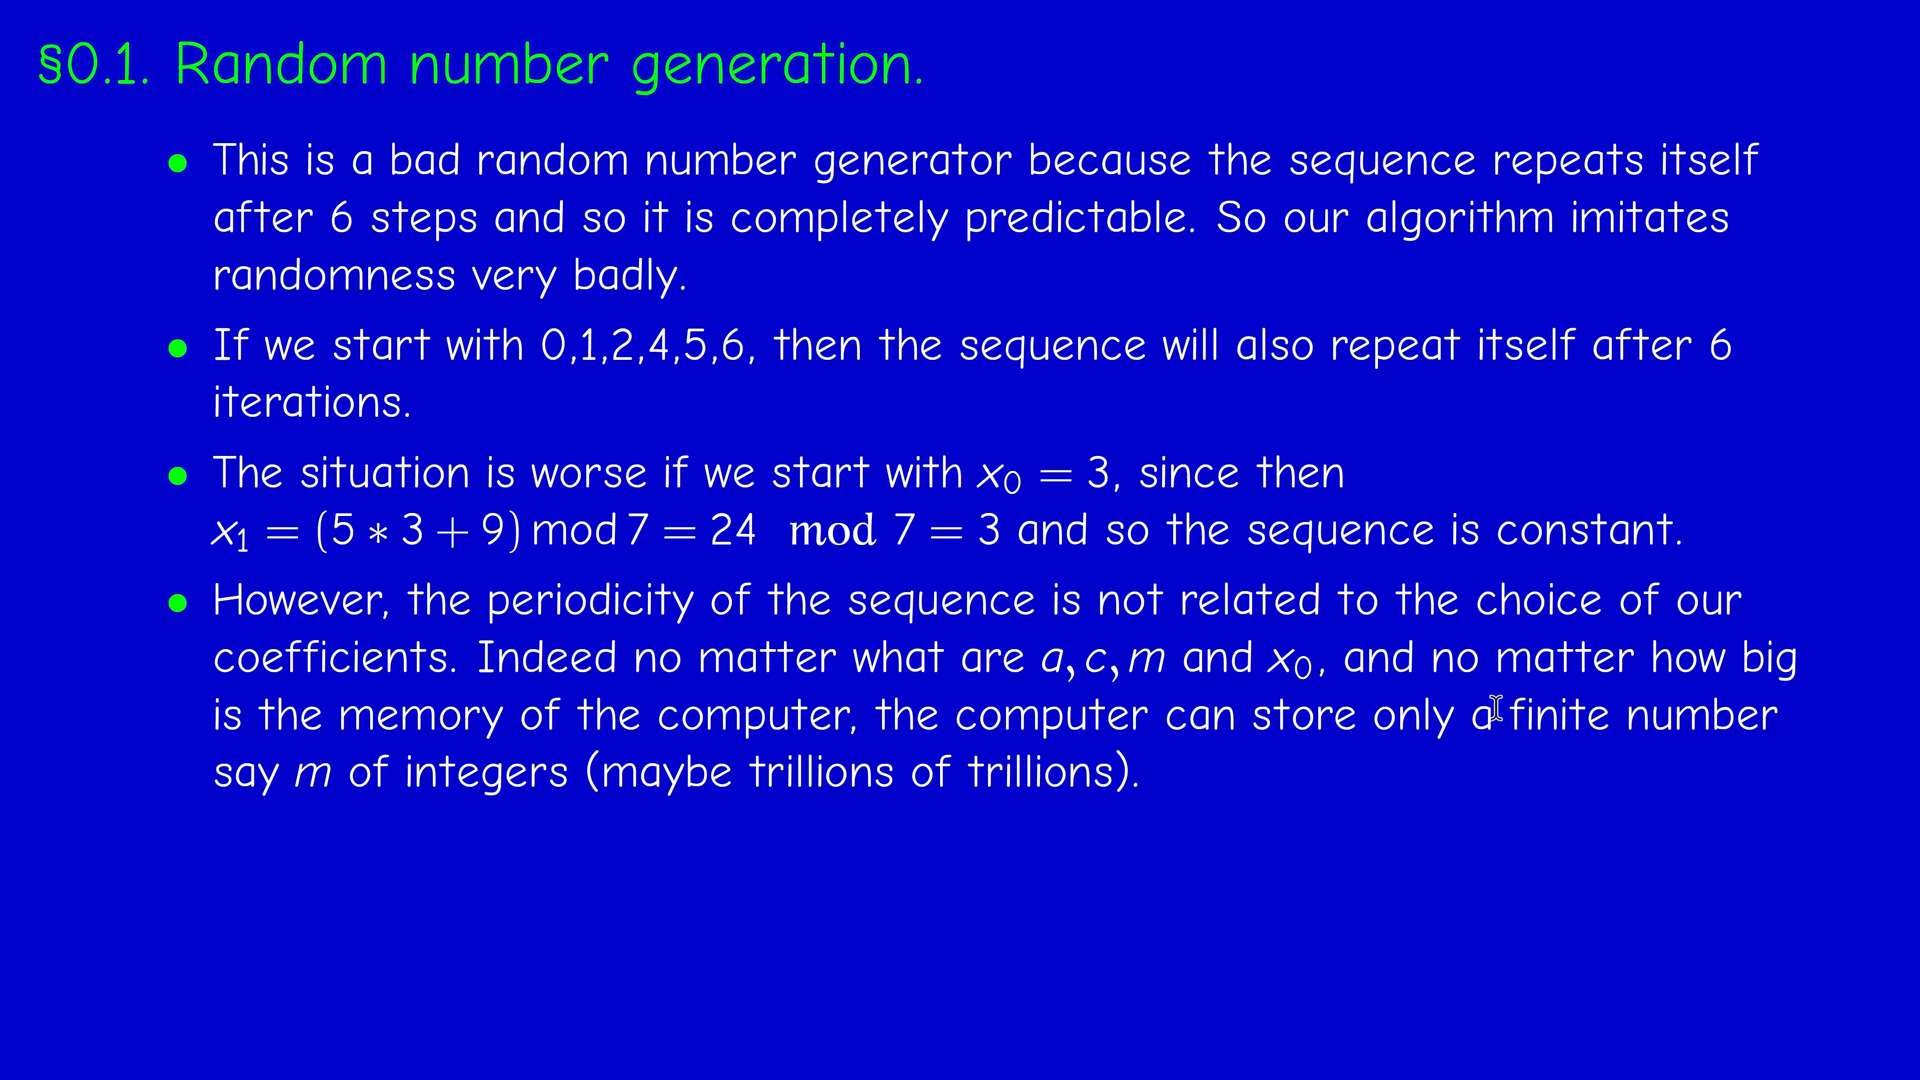 §0.1. Random number generation.
• This is a bad random number generator because the sequence repeats itself
after 6 steps and so it is completely predictable. So our algorithm imitates
randomness very badly.
• If we start with 0,1,2,4,5,6, then the sequence will also repeat itself after 6
iterations.
• The situation is worse if we start with x₀ = 3, since then
x₁ = (5 ∗ 3 + 9) mod 7 = 24 mod 7 = 3 and so the sequence is constant.
• However, the periodicity of the sequence is not related to the choice of our
coefficients. Indeed no matter what are a, c, m and x₀, and no matter how big
is the memory of the computer, the computer can store only a finite number
say m of integers (maybe trillions of trillions).